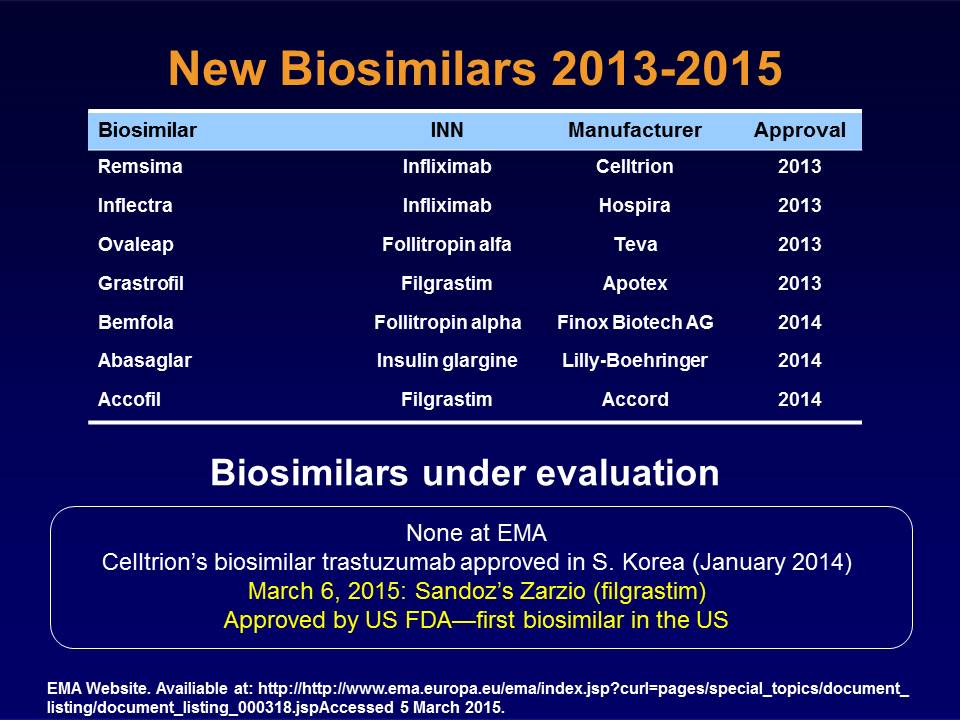 New Biosimilars 2013-2015
Biosimilar INN Manufacturer Approval
Remsima Infliximab Celltrion 2013
Inflectra Infliximab Hospira 2013
Ovaleap Follitropin alfa Teva 2013
Grastrofil Filgrastim Apotex 2013
Bemfola Follitropin alpha Finox Biotech AG 2014
Abasaglar Insulin glargine Lilly-Boehringer 2014
Accofil Filgrastim Accord 2014
Biosimilars under evaluation
None at EMA
Celltrion’s biosimilar trastuzumab approved in S. Korea (January 2014)
March 6, 2015: Sandoz’s Zarzio (filgrastim)
Approved by US FDA—first biosimilar in the US
EMA Website. Availiable at: http://http://www.ema.europa.eu/ema/index.jsp?curl=pages/special_topics/document_
listing/document_listing_000318.jspAccessed 5 March 2015.